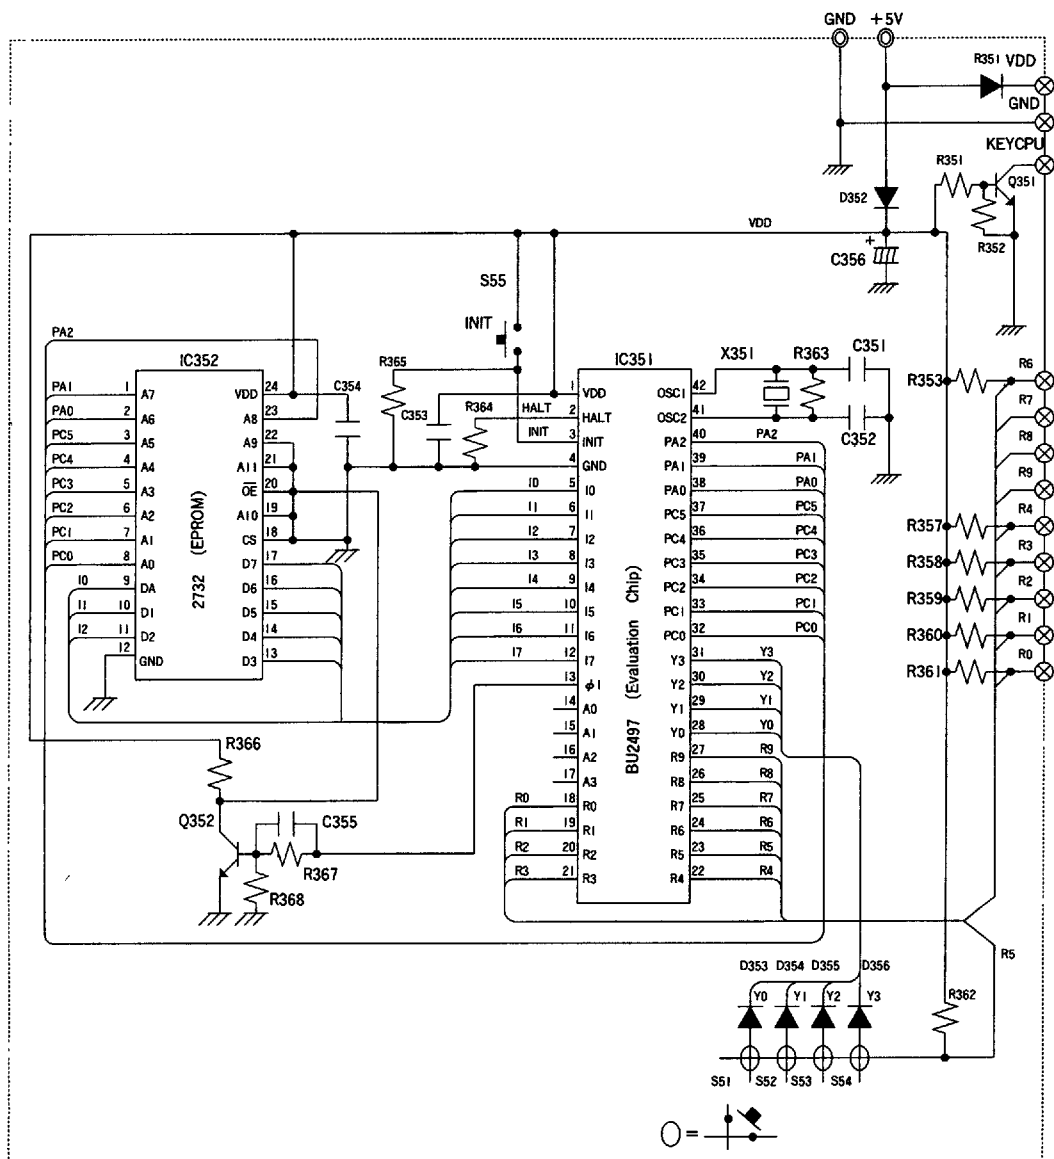 GND +5V
R351 VDD
GND
KEYCPU
R351
Q351
D352
R352
VDD
+
C356
S55
INIT
PA2
IC352
R365
C354
C353
R364
HALT
INIT
IC351
X351 R363 C351
C352
PA2
PA1 1 A7 VDD 24
PA0 2 A6 A8 23
PC5 3 A5 A9 22
PC4 4 A4 A11 21
PC3 5 A3 OE 20
PC2 6 A2 A10 19
PC1 7 A1 CS 18
PC0 8 A0 D7 17
I0 9 DA D6 16
I1 10 D1 D5 15
I2 11 D2 D4 14
12 GND D3 13
2732 (EPROM)
1 VDD OSC1 42
2 HALT OSC2 41
3 INIT PA2 40
4 GND PA1 39 PA1
I0 5 I0 PA0 38 PA0
I1 6 I1 PC5 37 PC5
I2 7 I2 PC4 36 PC4
I3 8 I3 PC3 35 PC3
I4 9 I4 PC2 34 PC2
I5 10 I5 PC1 33 PC1
I6 11 I6 PC0 32 PC0
I7 12 I7 Y3 31 Y3
13 φ1 Y2 30 Y2
14 A0 Y1 29 Y1
15 A1 Y0 28 Y0
16 A2 R9 27 R9
17 A3 R8 26 R8
R0 18 R0 R7 25 R7
R1 19 R1 R6 24 R6
R2 20 R2 R5 23 R5
R3 21 R3 R4 22 R4
BU2497 (Evaluation Chip)
R353 R6
R7
R8
R9
R357 R4
R358 R3
R359 R2
R360 R1
R361 R0
R366
Q352
C355
R367
R368
R5
D353 D354 D355 D356
Y0 Y1 Y2 Y3
R362
S51 S52 S53 S54
=